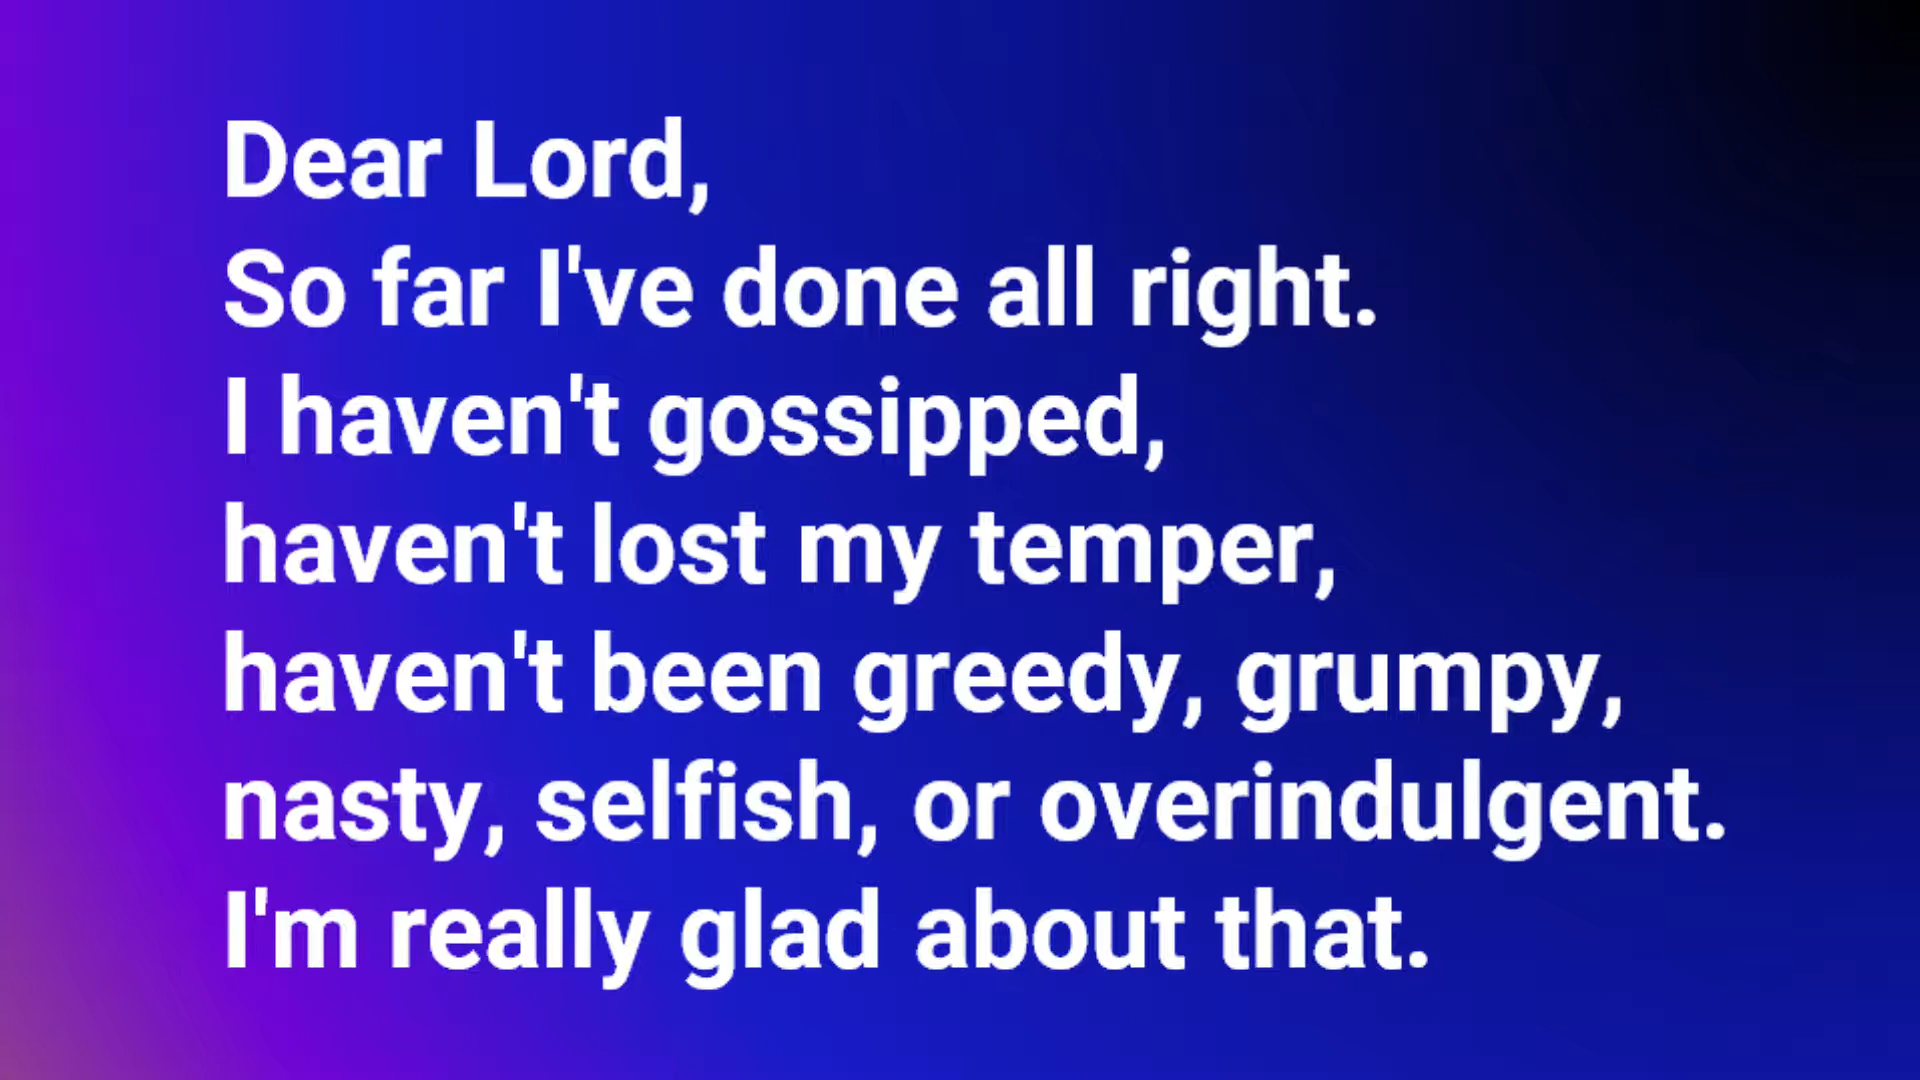 Dear Lord,
So far I've done all right.
I haven't gossipped,
haven't lost my temper,
haven't been greedy, grumpy,
nasty, selfish, or overindulgent.
I'm really glad about that.